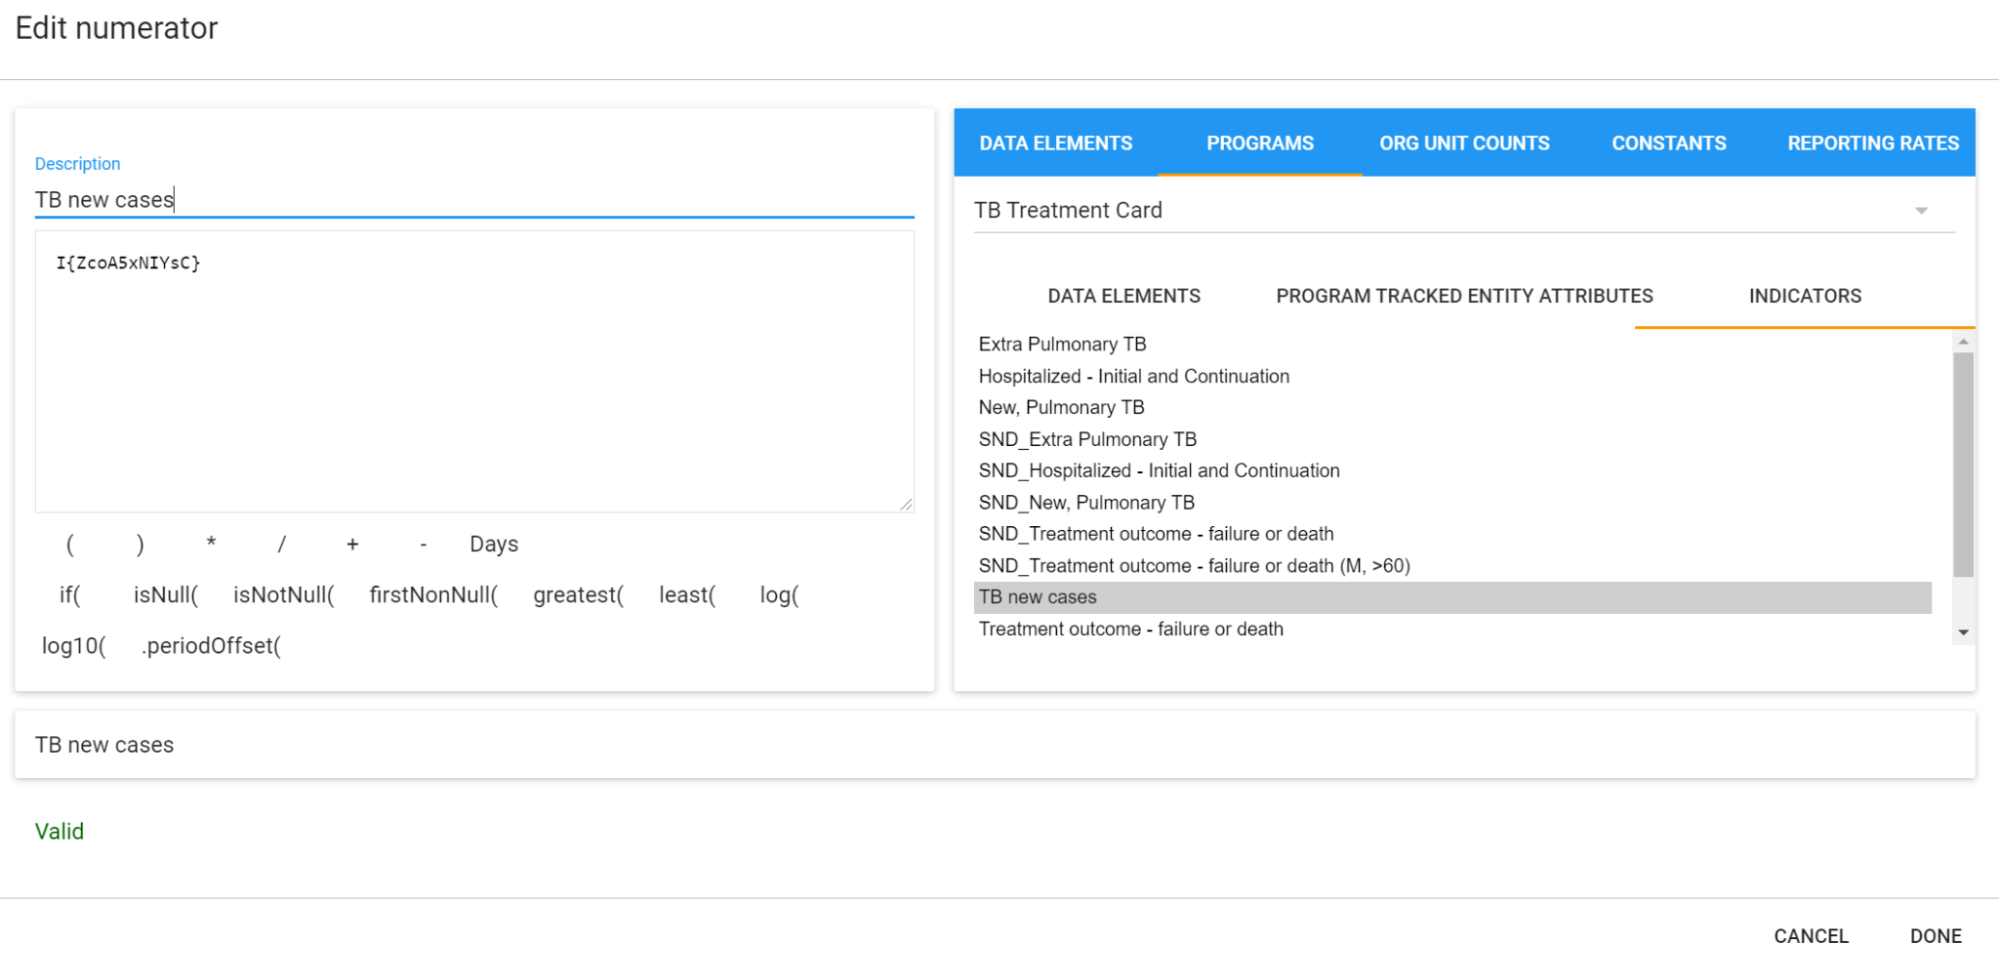 Edit numerator
Description
TB new cases
I{ZcoA5xNIYsC}
( ) * / + - Days
if( isNull( isNotNull( firstNonNull( greatest( least( log(
log10( .periodOffset(
DATA ELEMENTS PROGRAMS ORG UNIT COUNTS CONSTANTS REPORTING RATES
TB Treatment Card
DATA ELEMENTS PROGRAM TRACKED ENTITY ATTRIBUTES INDICATORS
Extra Pulmonary TB
Hospitalized - Initial and Continuation
New, Pulmonary TB
SND_Extra Pulmonary TB
SND_Hospitalized - Initial and Continuation
SND_New, Pulmonary TB
SND_Treatment outcome - failure or death
SND_Treatment outcome - failure or death (M, >60)
TB new cases
Treatment outcome - failure or death
TB new cases
Valid
CANCEL DONE